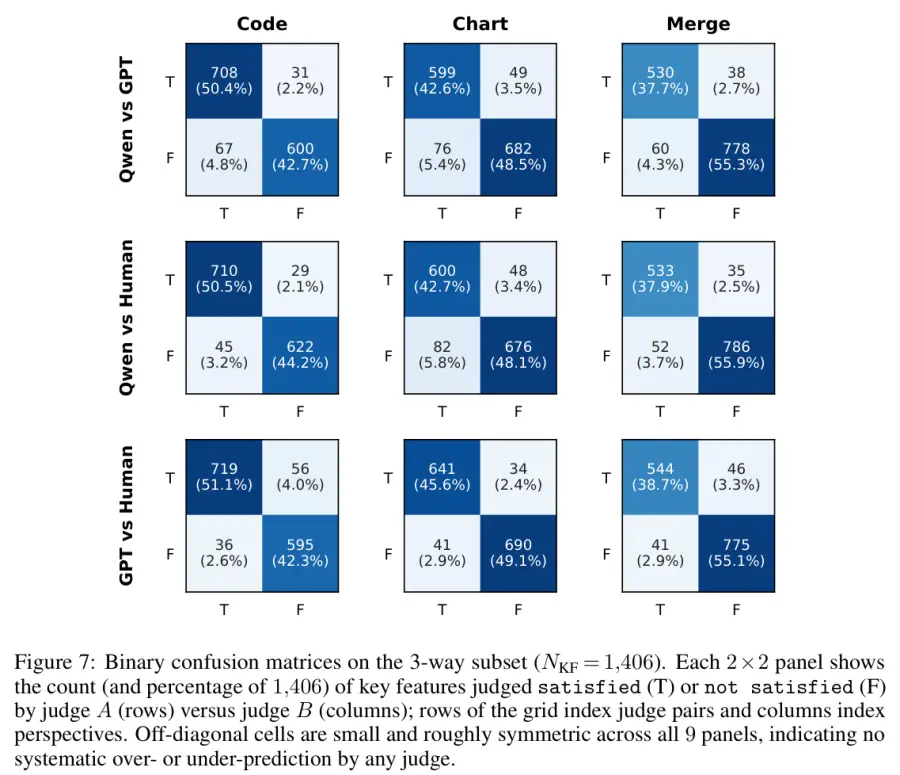 Code Chart Merge
Qwen vs GPT
T 708 31 T 599 49 T 530 38
(50.4%) (2.2%) (42.6%) (3.5%) (37.7%) (2.7%)
F 67 600 F 76 682 F 60 778
(4.8%) (42.7%) (5.4%) (48.5%) (4.3%) (55.3%)
T F T F T F
Qwen vs Human
T 710 29 T 600 48 T 533 35
(50.5%) (2.1%) (42.7%) (3.4%) (37.9%) (2.5%)
F 45 622 F 82 676 F 52 786
(3.2%) (44.2%) (5.8%) (48.1%) (3.7%) (55.9%)
T F T F T F
GPT vs Human
T 719 56 T 641 34 T 544 46
(51.1%) (4.0%) (45.6%) (2.4%) (38.7%) (3.3%)
F 36 595 F 41 690 F 41 775
(2.6%) (42.3%) (2.9%) (49.1%) (2.9%) (55.1%)
T F T F T F
Figure 7: Binary confusion matrices on the 3-way subset (N_KF = 1,406). Each 2×2 panel shows
the count (and percentage of 1,406) of key features judged satisfied (T) or not satisfied (F)
by judge A (rows) versus judge B (columns); rows of the grid index judge pairs and columns index
perspectives. Off-diagonal cells are small and roughly symmetric across all 9 panels, indicating no
systematic over- or under-prediction by any judge.